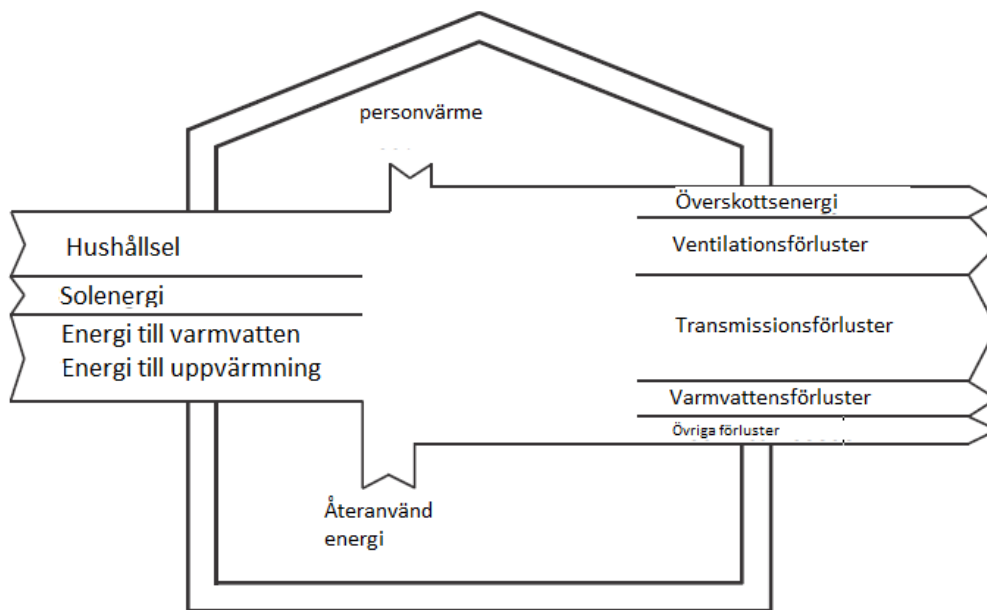 personvärme
Hushållsel
Solenergi
Energi till varmvatten
Energi till uppvärmning
Överskottsenergi
Ventilationsförluster
Transmissionsförluster
Varmvattensförluster
Övriga förluster
Återanvänd
energi